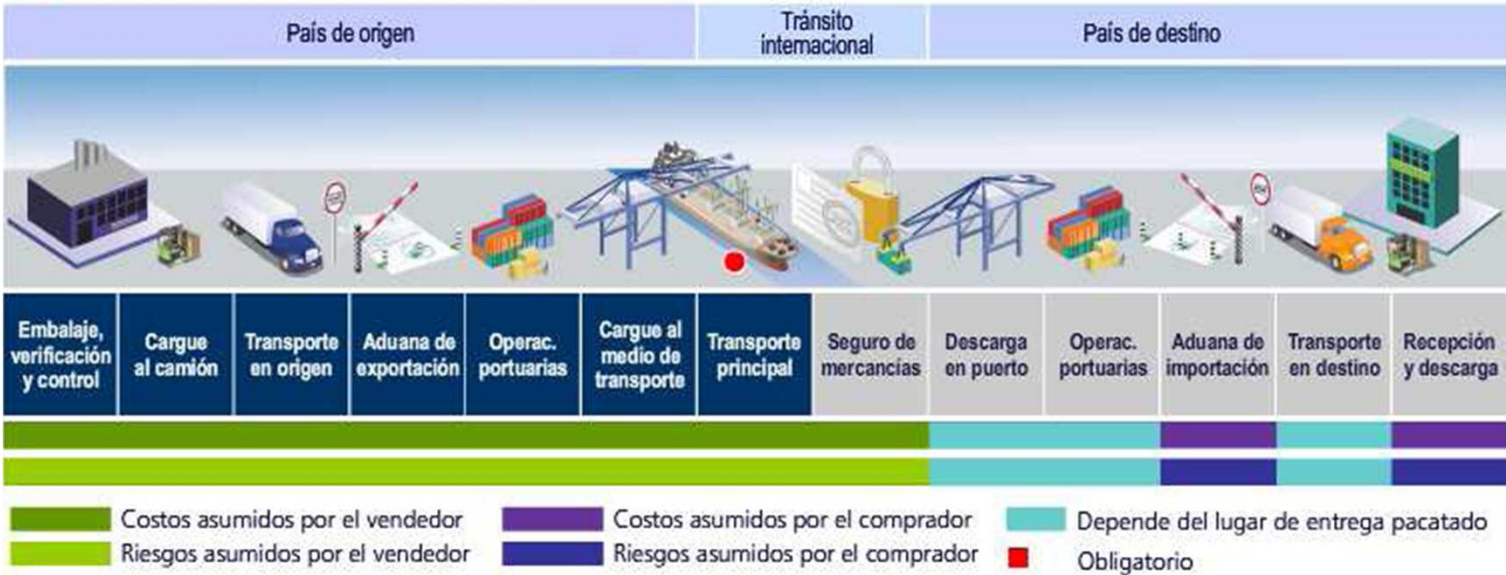 País de origen
Tránsito
internacional
País de destino
Embalaje,
verificación
y control
Cargue
al camión
Transporte
en origen
Aduana de
exportación
Operac.
portuarias
Cargue al
medio de
transporte
Transporte
principal
Seguro de
mercancías
Descarga
en puerto
Operac.
portuarias
Aduana de
importación
Transporte
en destino
Recepción
y descarga
Costos asumidos por el vendedor
Costos asumidos por el comprador
Depende del lugar de entrega pacatado
Riesgos asumidos por el vendedor
Riesgos asumidos por el comprador
Obligatorio